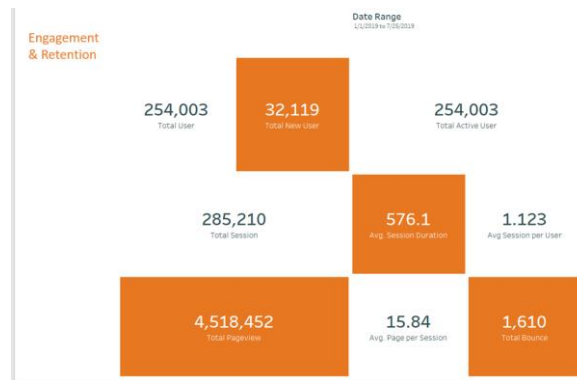 Date Range
1/1/2019 to 7/25/2019
Engagement
& Retention
254,003
Total User
32,119
Total New User
254,003
Total Active User
285,210
Total Session
576.1
Avg. Session Duration
1.123
Avg Session per User
4,518,452
Total Pageview
15.84
Avg. Page per Session
1,610
Total Bounce